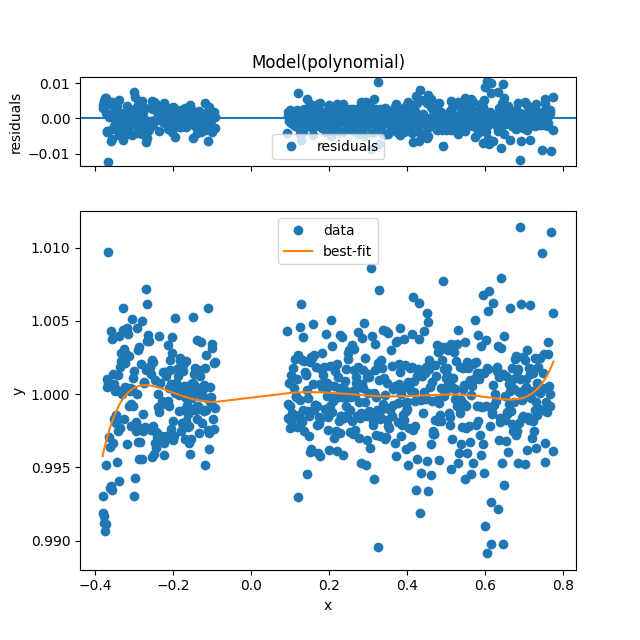 Model(polynomial)
0.01
0.00
−0.01
residuals
residuals
data
best-fit
1.010
1.005
1.000
0.995
0.990
y
−0.4
−0.2
0.0
0.2
0.4
0.6
0.8
x